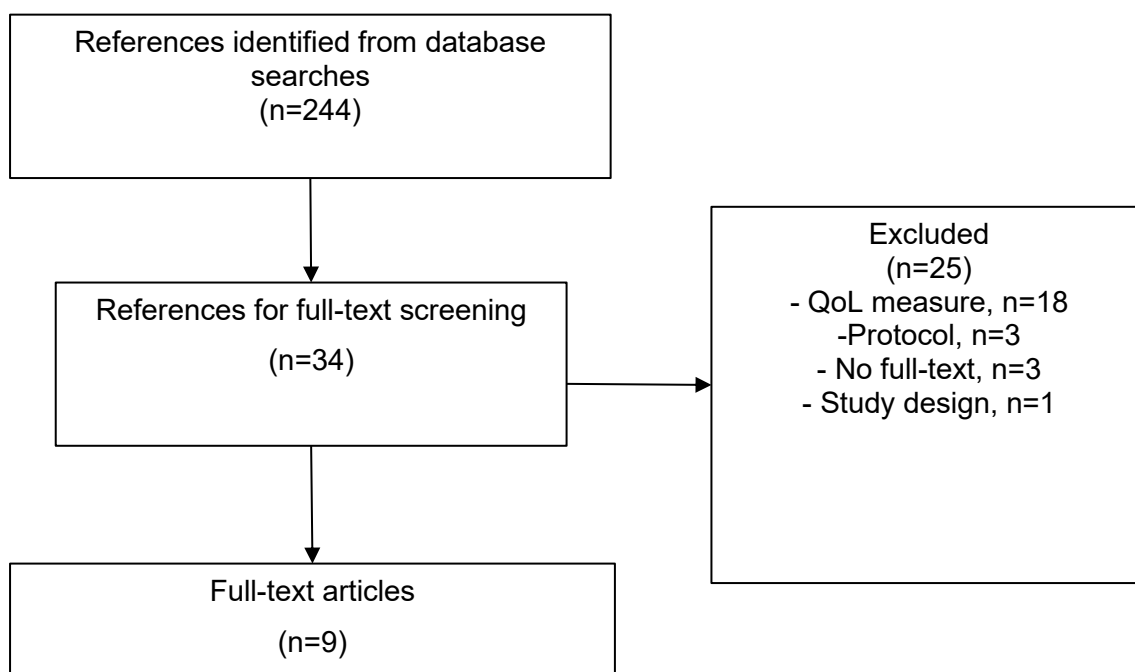 References identified from database
searches
(n=244)
References for full-text screening
(n=34)
Excluded
(n=25)
- QoL measure, n=18
-Protocol, n=3
- No full-text, n=3
- Study design, n=1
Full-text articles
(n=9)